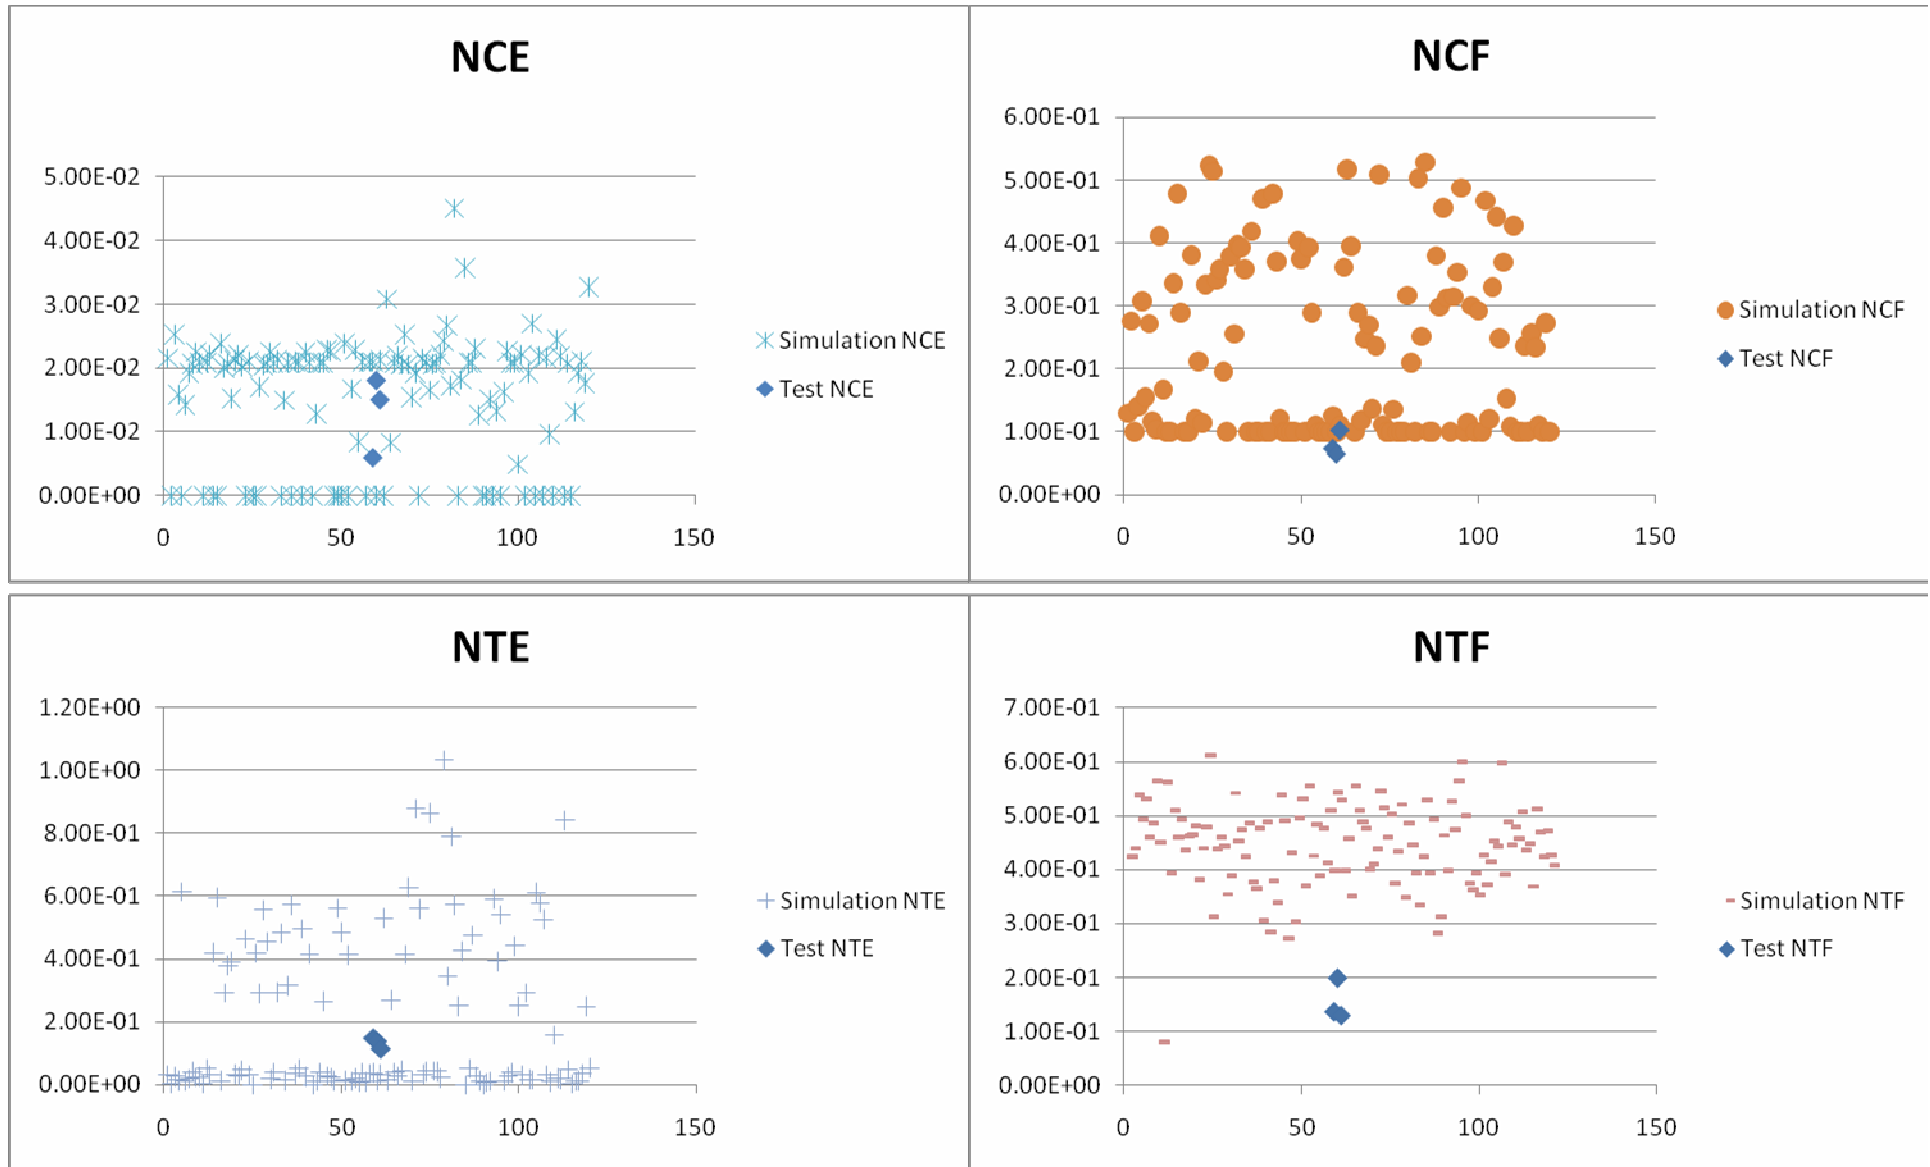 NCE
5.00E-02
4.00E-02
3.00E-02
2.00E-02
1.00E-02
0.00E+00
0 50 100 150
Simulation NCE
Test NCE
NCF
6.00E-01
5.00E-01
4.00E-01
3.00E-01
2.00E-01
1.00E-01
0.00E+00
0 50 100 150
Simulation NCF
Test NCF
NTE
1.20E+00
1.00E+00
8.00E-01
6.00E-01
4.00E-01
2.00E-01
0.00E+00
0 50 100 150
Simulation NTE
Test NTE
NTF
7.00E-01
6.00E-01
5.00E-01
4.00E-01
3.00E-01
2.00E-01
1.00E-01
0.00E+00
0 50 100 150
Simulation NTF
Test NTF